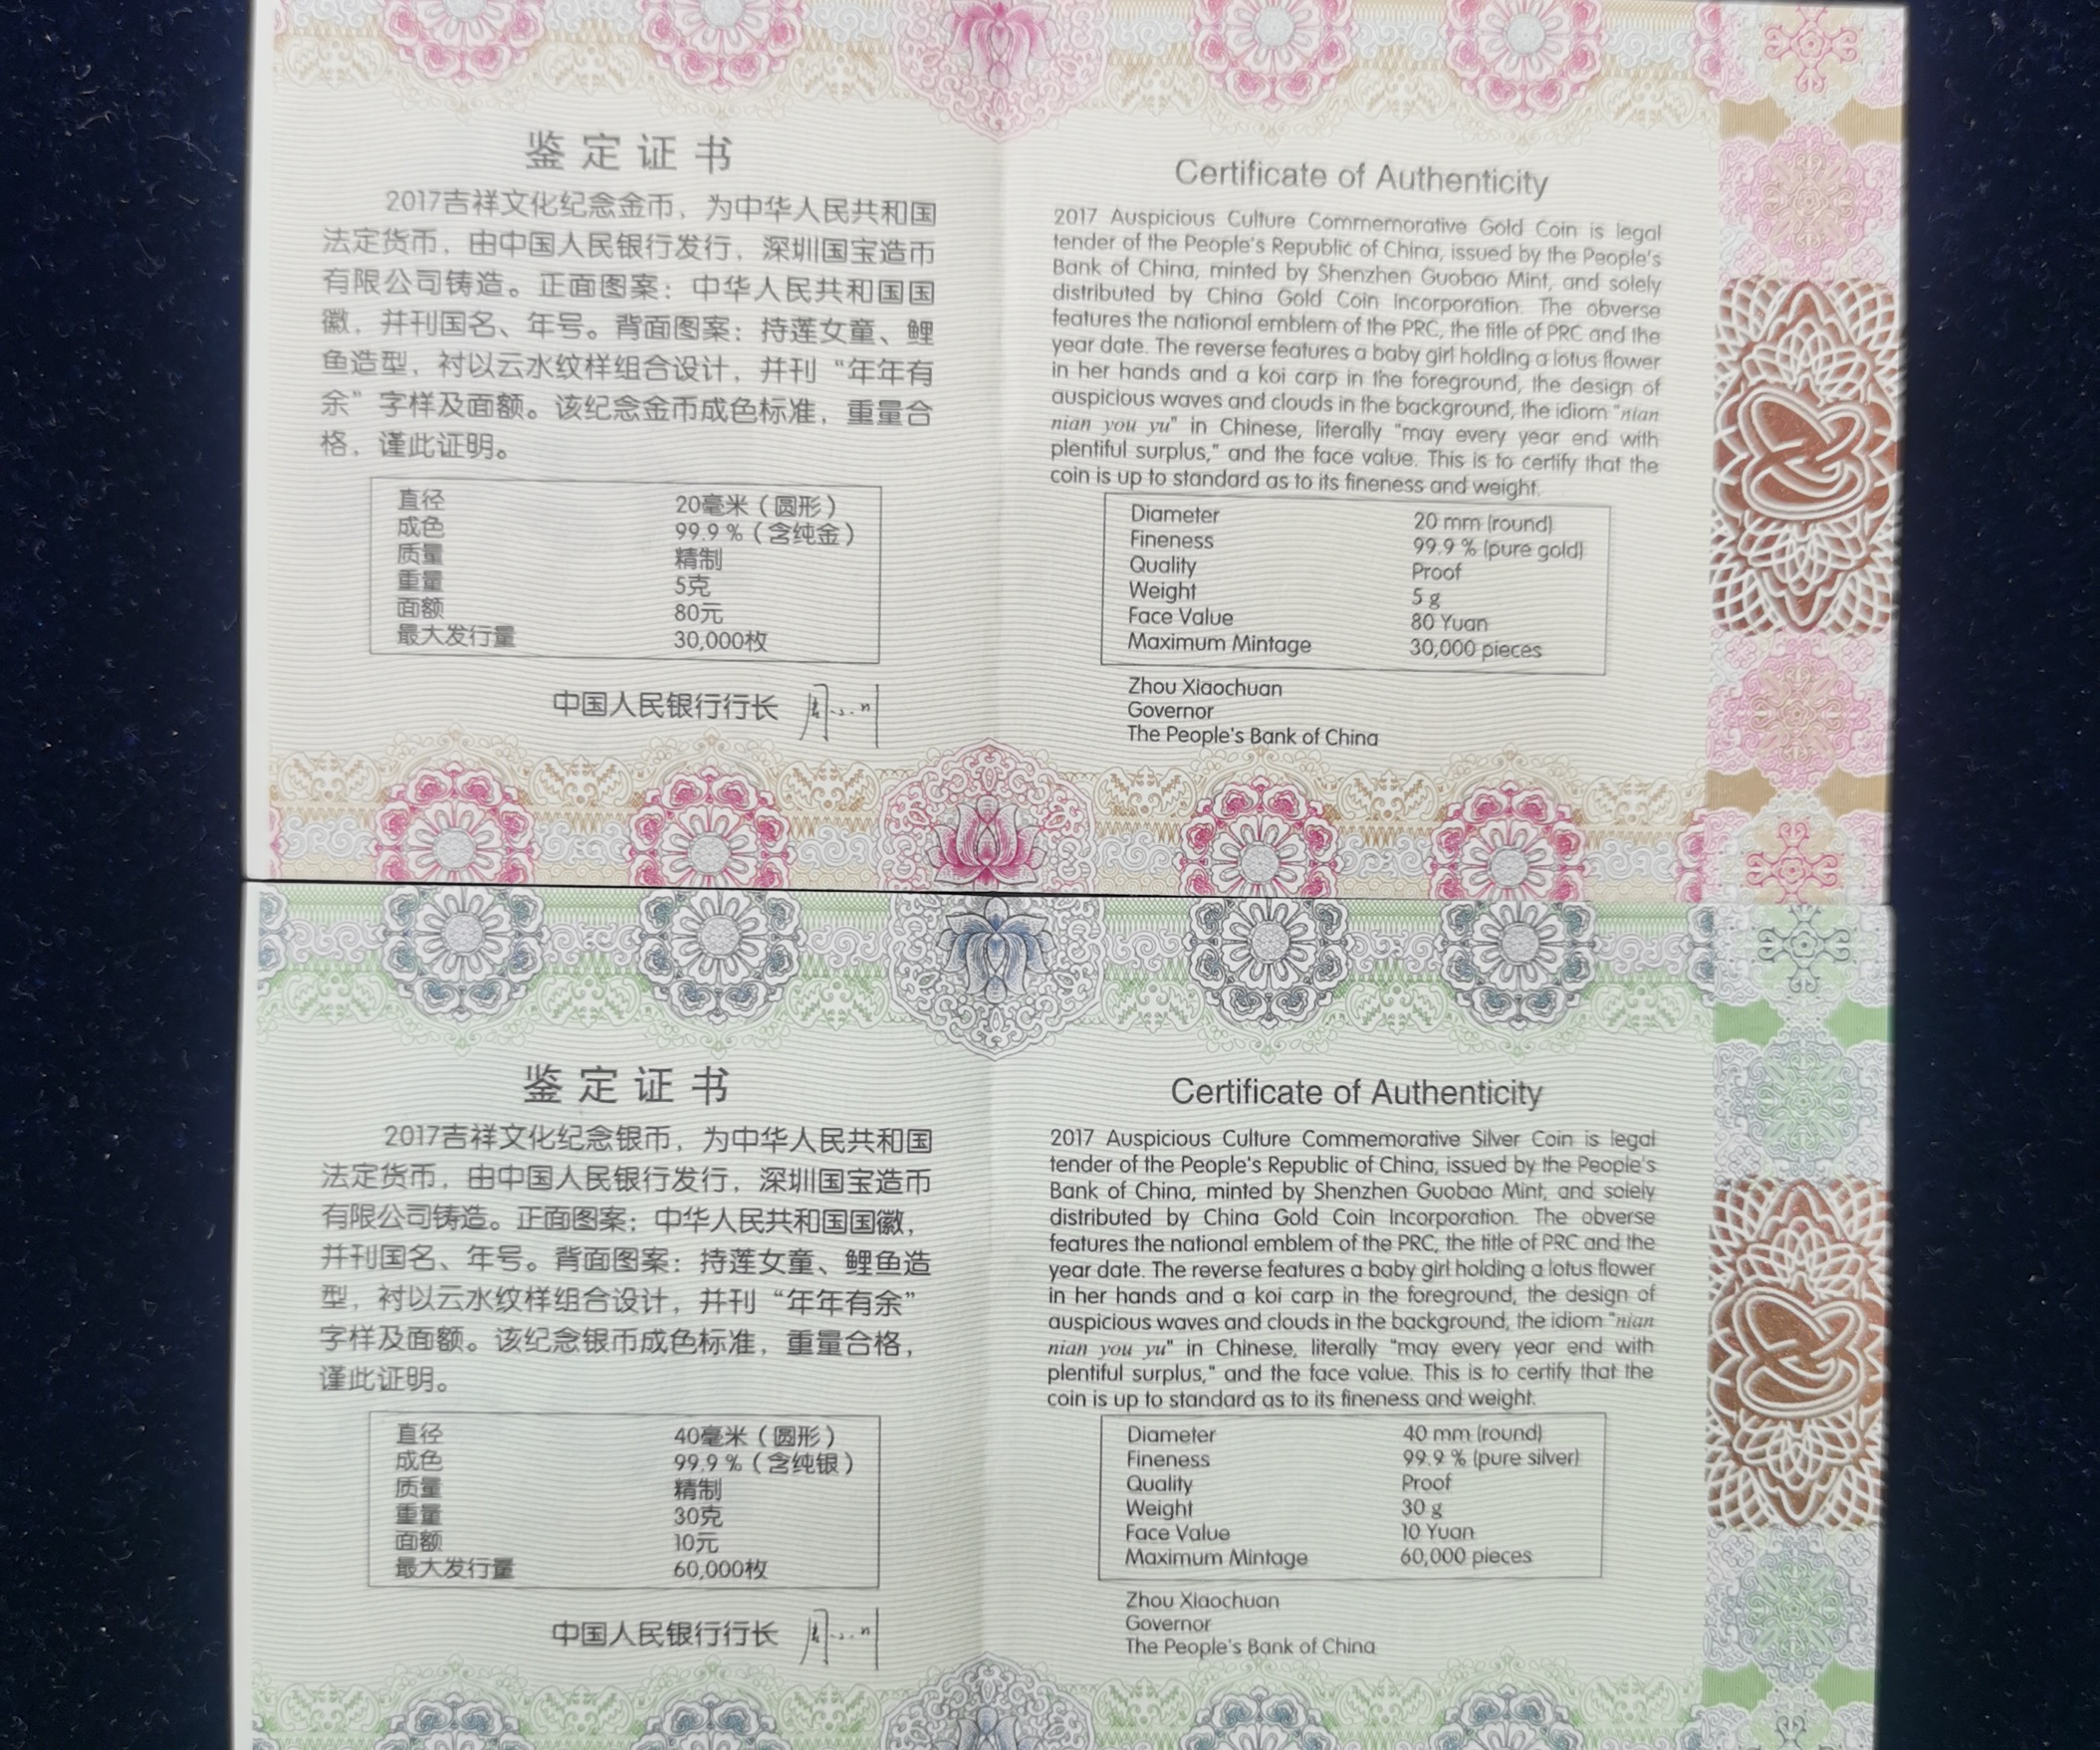 鉴定证书
2017吉祥文化纪念金币，为中华人民共和国
法定货币，由中国人民银行发行，深圳国宝造币
有限公司铸造。正面图案：中华人民共和国国
徽，并刊国名、年号。背面图案：持莲女童、鲤
鱼造型，衬以云水纹样组合设计，并刊“年年有
余”字样及面额。该纪念金币成色标准，重量合
格，谨此证明。
直径 20毫米（圆形）
成色 99.9 %（含纯金）
质量 精制
重量 5克
面额 80元
最大发行量 30,000枚
中国人民银行行长
Certificate of Authenticity
2017 Auspicious Culture Commemorative Gold Coin is legal
tender of the People's Republic of China, issued by the People's
Bank of China, minted by Shenzhen Guobao Mint, and solely
distributed by China Gold Coin Incorporation. The obverse
features the national emblem of the PRC, the title of PRC and the
year date. The reverse features a baby girl holding a lotus flower
in her hands and a koi carp in the foreground, the design of
auspicious waves and clouds in the background, the idiom "nian
nian you yu" in Chinese, literally "may every year end with
plentiful surplus," and the face value. This is to certify that the
coin is up to standard as to its fineness and weight.
Diameter 20 mm (round)
Fineness 99.9 % (pure gold)
Quality Proof
Weight 5 g
Face Value 80 Yuan
Maximum Mintage 30,000 pieces
Zhou Xiaochuan
Governor
The People's Bank of China
鉴定证书
2017吉祥文化纪念银币，为中华人民共和国
法定货币，由中国人民银行发行，深圳国宝造币
有限公司铸造。正面图案：中华人民共和国国徽，
并刊国名、年号。背面图案：持莲女童、鲤鱼造
型，衬以云水纹样组合设计，并刊“年年有余”
字样及面额。该纪念银币成色标准，重量合格，
谨此证明。
直径 40毫米（圆形）
成色 99.9 %（含纯银）
质量 精制
重量 30克
面额 10元
最大发行量 60,000枚
中国人民银行行长
Certificate of Authenticity
2017 Auspicious Culture Commemorative Silver Coin is legal
tender of the People's Republic of China, issued by the People's
Bank of China, minted by Shenzhen Guobao Mint, and solely
distributed by China Gold Coin Incorporation. The obverse
features the national emblem of the PRC, the title of PRC and the
year date. The reverse features a baby girl holding a lotus flower
in her hands and a koi carp in the foreground, the design of
auspicious waves and clouds in the background, the idiom "nian
nian you yu" in Chinese, literally "may every year end with
plentiful surplus," and the face value. This is to certify that the
coin is up to standard as to its fineness and weight.
Diameter 40 mm (round)
Fineness 99.9 % (pure silver)
Quality Proof
Weight 30 g
Face Value 10 Yuan
Maximum Mintage 60,000 pieces
Zhou Xiaochuan
Governor
The People's Bank of China